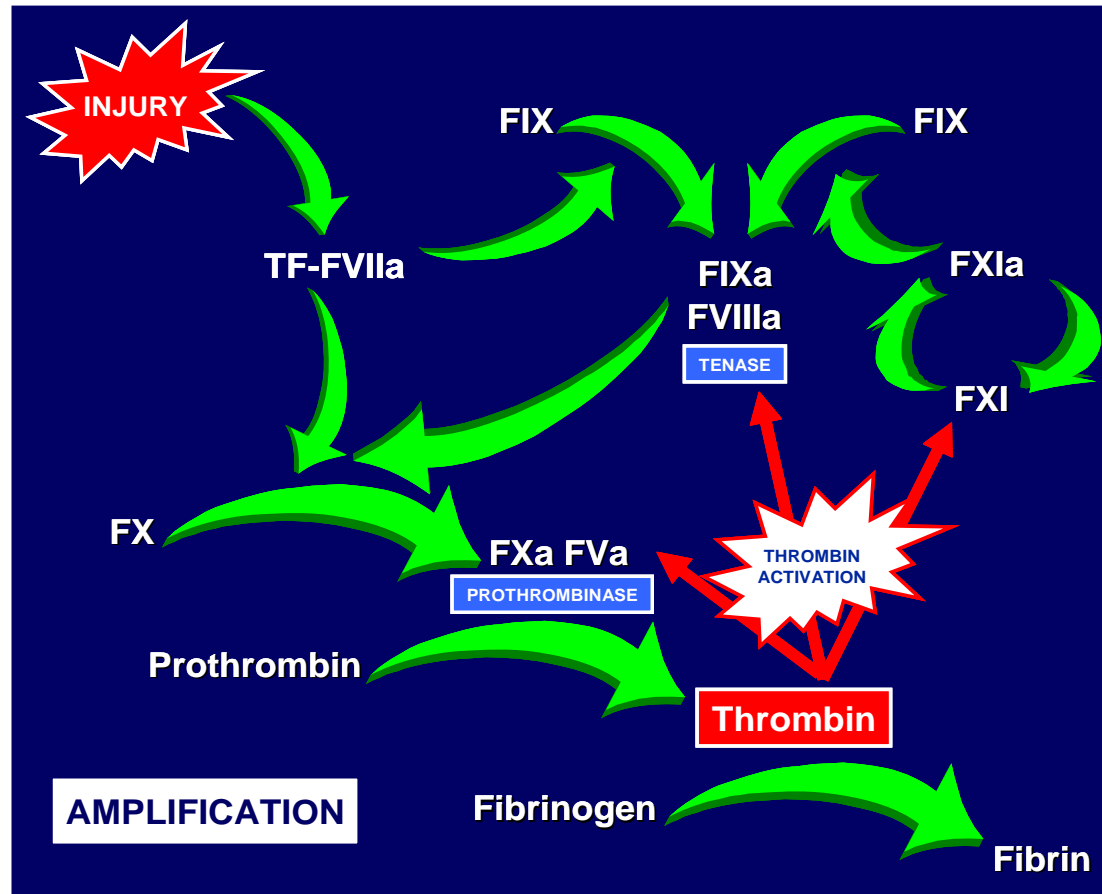 INJURY
FIX
FIX
TF-FVIIa
FIXa
FVIIIa
TENASE
FXIa
FXI
FX
FXa FVa
PROTHROMBINASE
THROMBIN
ACTIVATION
Prothrombin
Thrombin
AMPLIFICATION
Fibrinogen
Fibrin